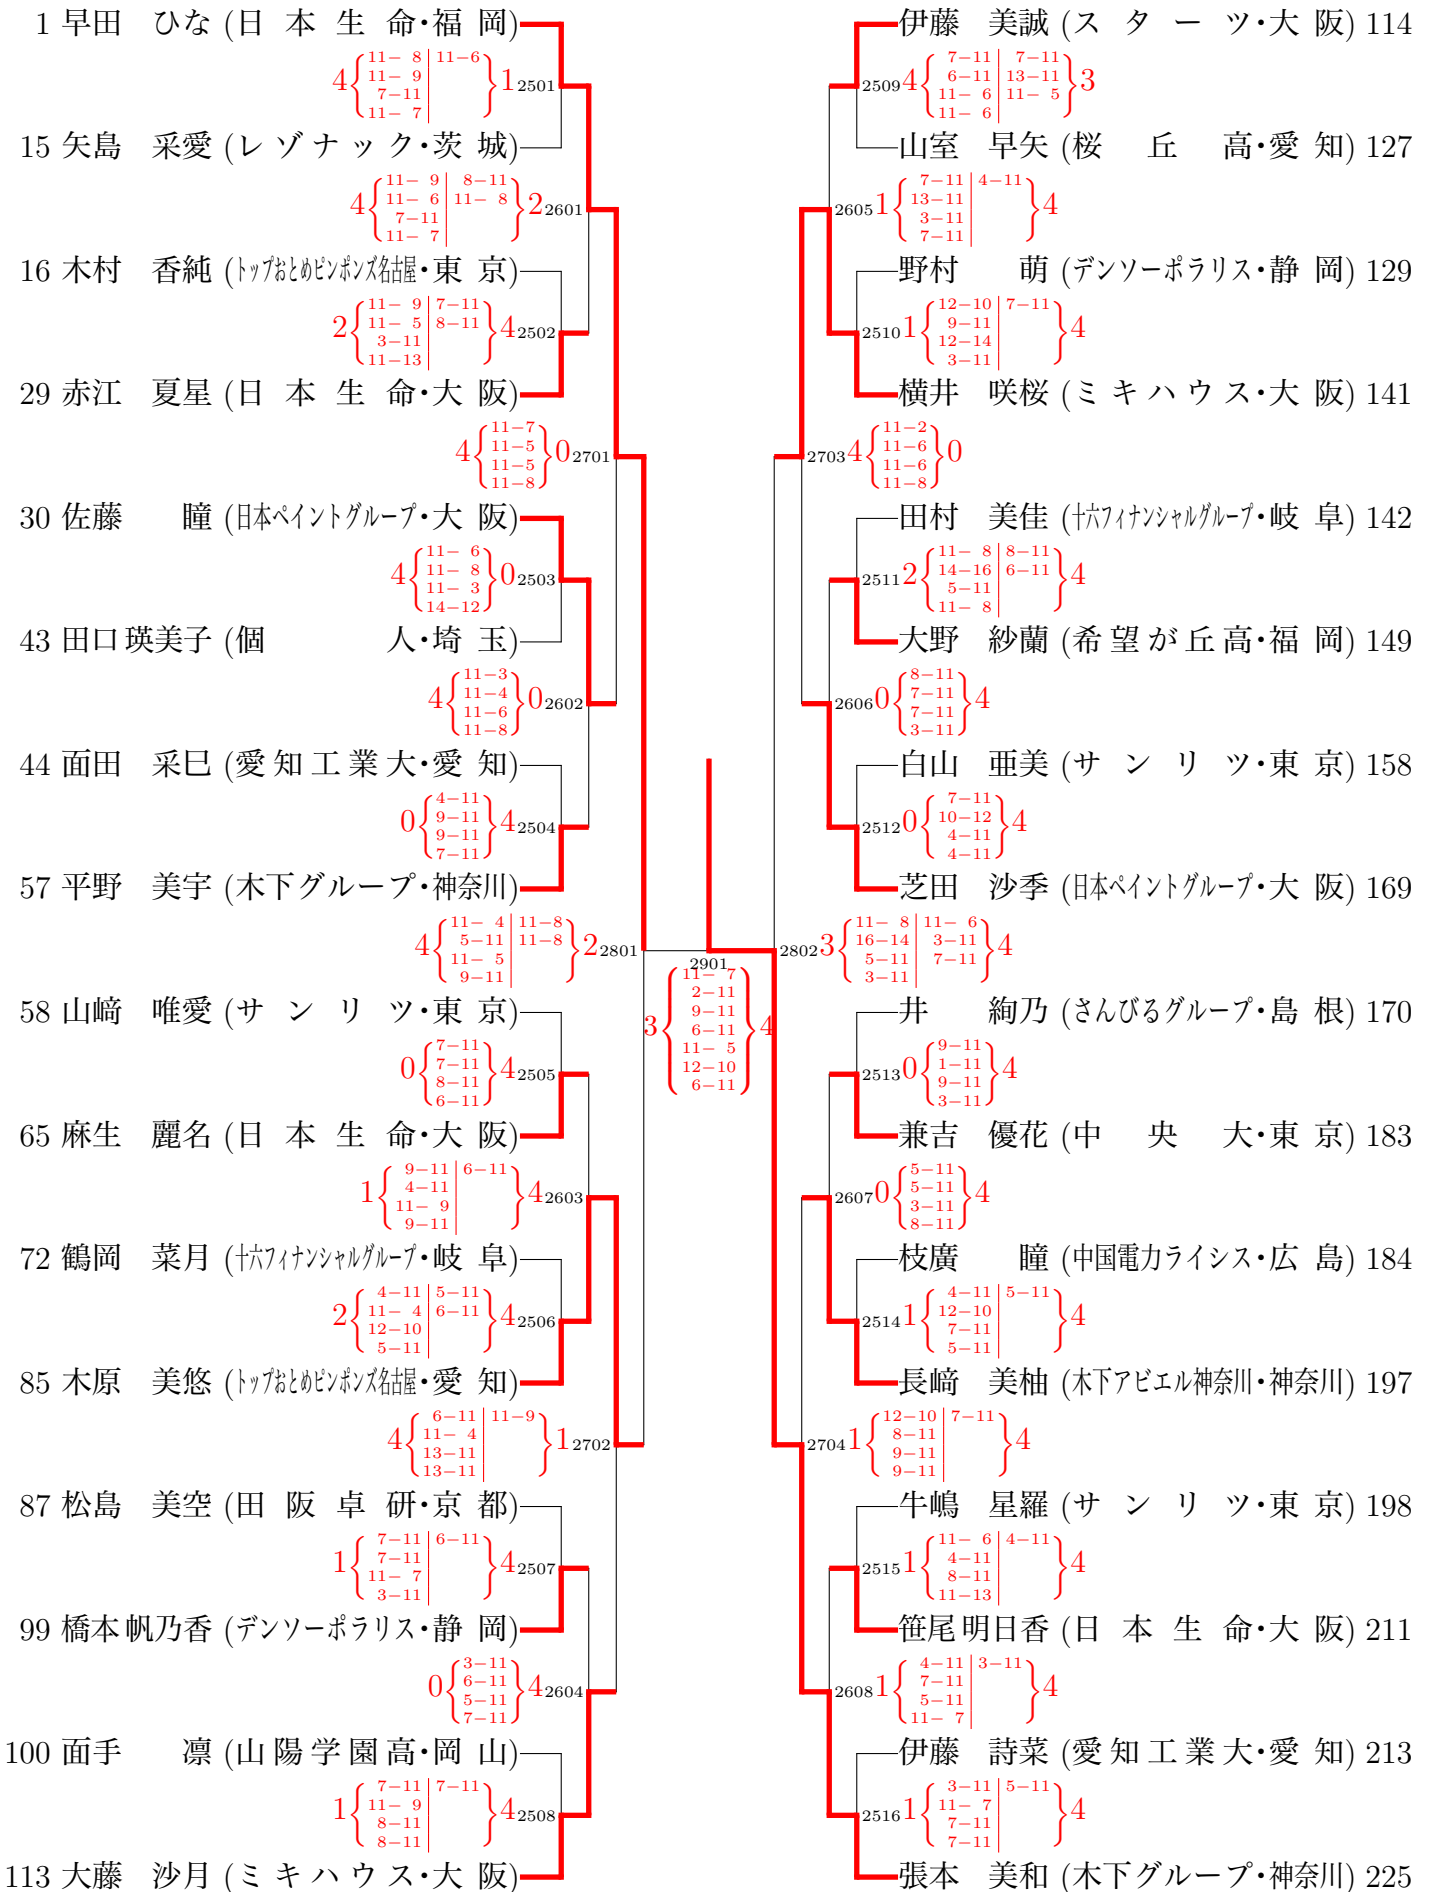 1 早田 ひな (日本生命・福岡)
4 { 11− 8 11− 9 7−11 11− 7 | 11−6 } 1 2501
15 矢島 采愛 (レゾナック・茨城)
4 { 11− 9 11− 6 7−11 11− 7 | 8−11 11− 8 } 2 2601
16 木村 香純 (トップおとめピンポンズ名古屋・東京)
2 { 11− 9 11− 5 3−11 11−13 | 7−11 8−11 } 4 2502
29 赤江 夏星 (日本生命・大阪)
4 { 11−7 11−5 11−5 11−8 } 0 2701
30 佐藤 瞳 (日本ペイントグループ・大阪)
4 { 11− 6 11− 8 11− 3 14−12 } 0 2503
43 田口瑛美子 (個人・埼玉)
4 { 11−3 11−4 11−6 11−8 } 0 2602
44 面田 采巳 (愛知工業大・愛知)
0 { 4−11 9−11 9−11 7−11 } 4 2504
57 平野 美宇 (木下グループ・神奈川)
4 { 11− 4 5−11 11− 5 9−11 | 11−8 11−8 } 2 2801
58 山﨑 唯愛 (サンリツ・東京)
0 { 7−11 7−11 8−11 6−11 } 4 2505
65 麻生 麗名 (日本生命・大阪)
1 { 9−11 4−11 11− 9 9−11 | 6−11 } 4 2603
72 鶴岡 菜月 (十六フィナンシャルグループ・岐阜)
2 { 4−11 11− 4 12−10 5−11 | 5−11 6−11 } 4 2506
85 木原 美悠 (トップおとめピンポンズ名古屋・愛知)
4 { 6−11 11− 4 13−11 13−11 | 11−9 } 1 2702
87 松島 美空 (田阪卓研・京都)
1 { 7−11 7−11 11− 7 3−11 | 6−11 } 4 2507
99 橋本帆乃香 (デンソーポラリス・静岡)
0 { 3−11 6−11 5−11 7−11 } 4 2604
100 面手 凛 (山陽学園高・岡山)
1 { 7−11 11− 9 8−11 8−11 | 7−11 } 4 2508
113 大藤 沙月 (ミキハウス・大阪)
2901
3 { 11− 7 2−11 9−11 6−11 11− 5 12−10 6−11 } 4
伊藤 美誠 (スターツ・大阪) 114
2509 4 { 7−11 6−11 11− 6 11− 6 | 7−11 13−11 11− 5 } 3
山室 早矢 (桜丘高・愛知) 127
2605 1 { 7−11 13−11 3−11 7−11 | 4−11 } 4
野村 萌 (デンソーポラリス・静岡) 129
2510 1 { 12−10 9−11 12−14 3−11 | 7−11 } 4
横井 咲桜 (ミキハウス・大阪) 141
2703 4 { 11−2 11−6 11−6 11−8 } 0
田村 美佳 (十六フィナンシャルグループ・岐阜) 142
2511 2 { 11− 8 14−16 5−11 11− 8 | 8−11 6−11 } 4
大野 紗蘭 (希望が丘高・福岡) 149
2606 0 { 8−11 7−11 7−11 3−11 } 4
白山 亜美 (サンリツ・東京) 158
2512 0 { 7−11 10−12 4−11 4−11 } 4
芝田 沙季 (日本ペイントグループ・大阪) 169
2802 3 { 11− 8 16−14 5−11 3−11 | 11− 6 3−11 7−11 } 4
井 絢乃 (さんびるグループ・島根) 170
2513 0 { 9−11 1−11 9−11 3−11 } 4
兼吉 優花 (中央大・東京) 183
2607 0 { 5−11 5−11 3−11 8−11 } 4
枝廣 瞳 (中国電力ライシス・広島) 184
2514 1 { 4−11 12−10 7−11 5−11 | 5−11 } 4
長﨑 美柚 (木下アビエル神奈川・神奈川) 197
2704 1 { 12−10 8−11 9−11 9−11 | 7−11 } 4
牛嶋 星羅 (サンリツ・東京) 198
2515 1 { 11− 6 4−11 8−11 11−13 | 4−11 } 4
笹尾明日香 (日本生命・大阪) 211
2608 1 { 4−11 7−11 5−11 11− 7 | 3−11 } 4
伊藤 詩菜 (愛知工業大・愛知) 213
2516 1 { 3−11 11− 7 7−11 7−11 | 5−11 } 4
張本 美和 (木下グループ・神奈川) 225